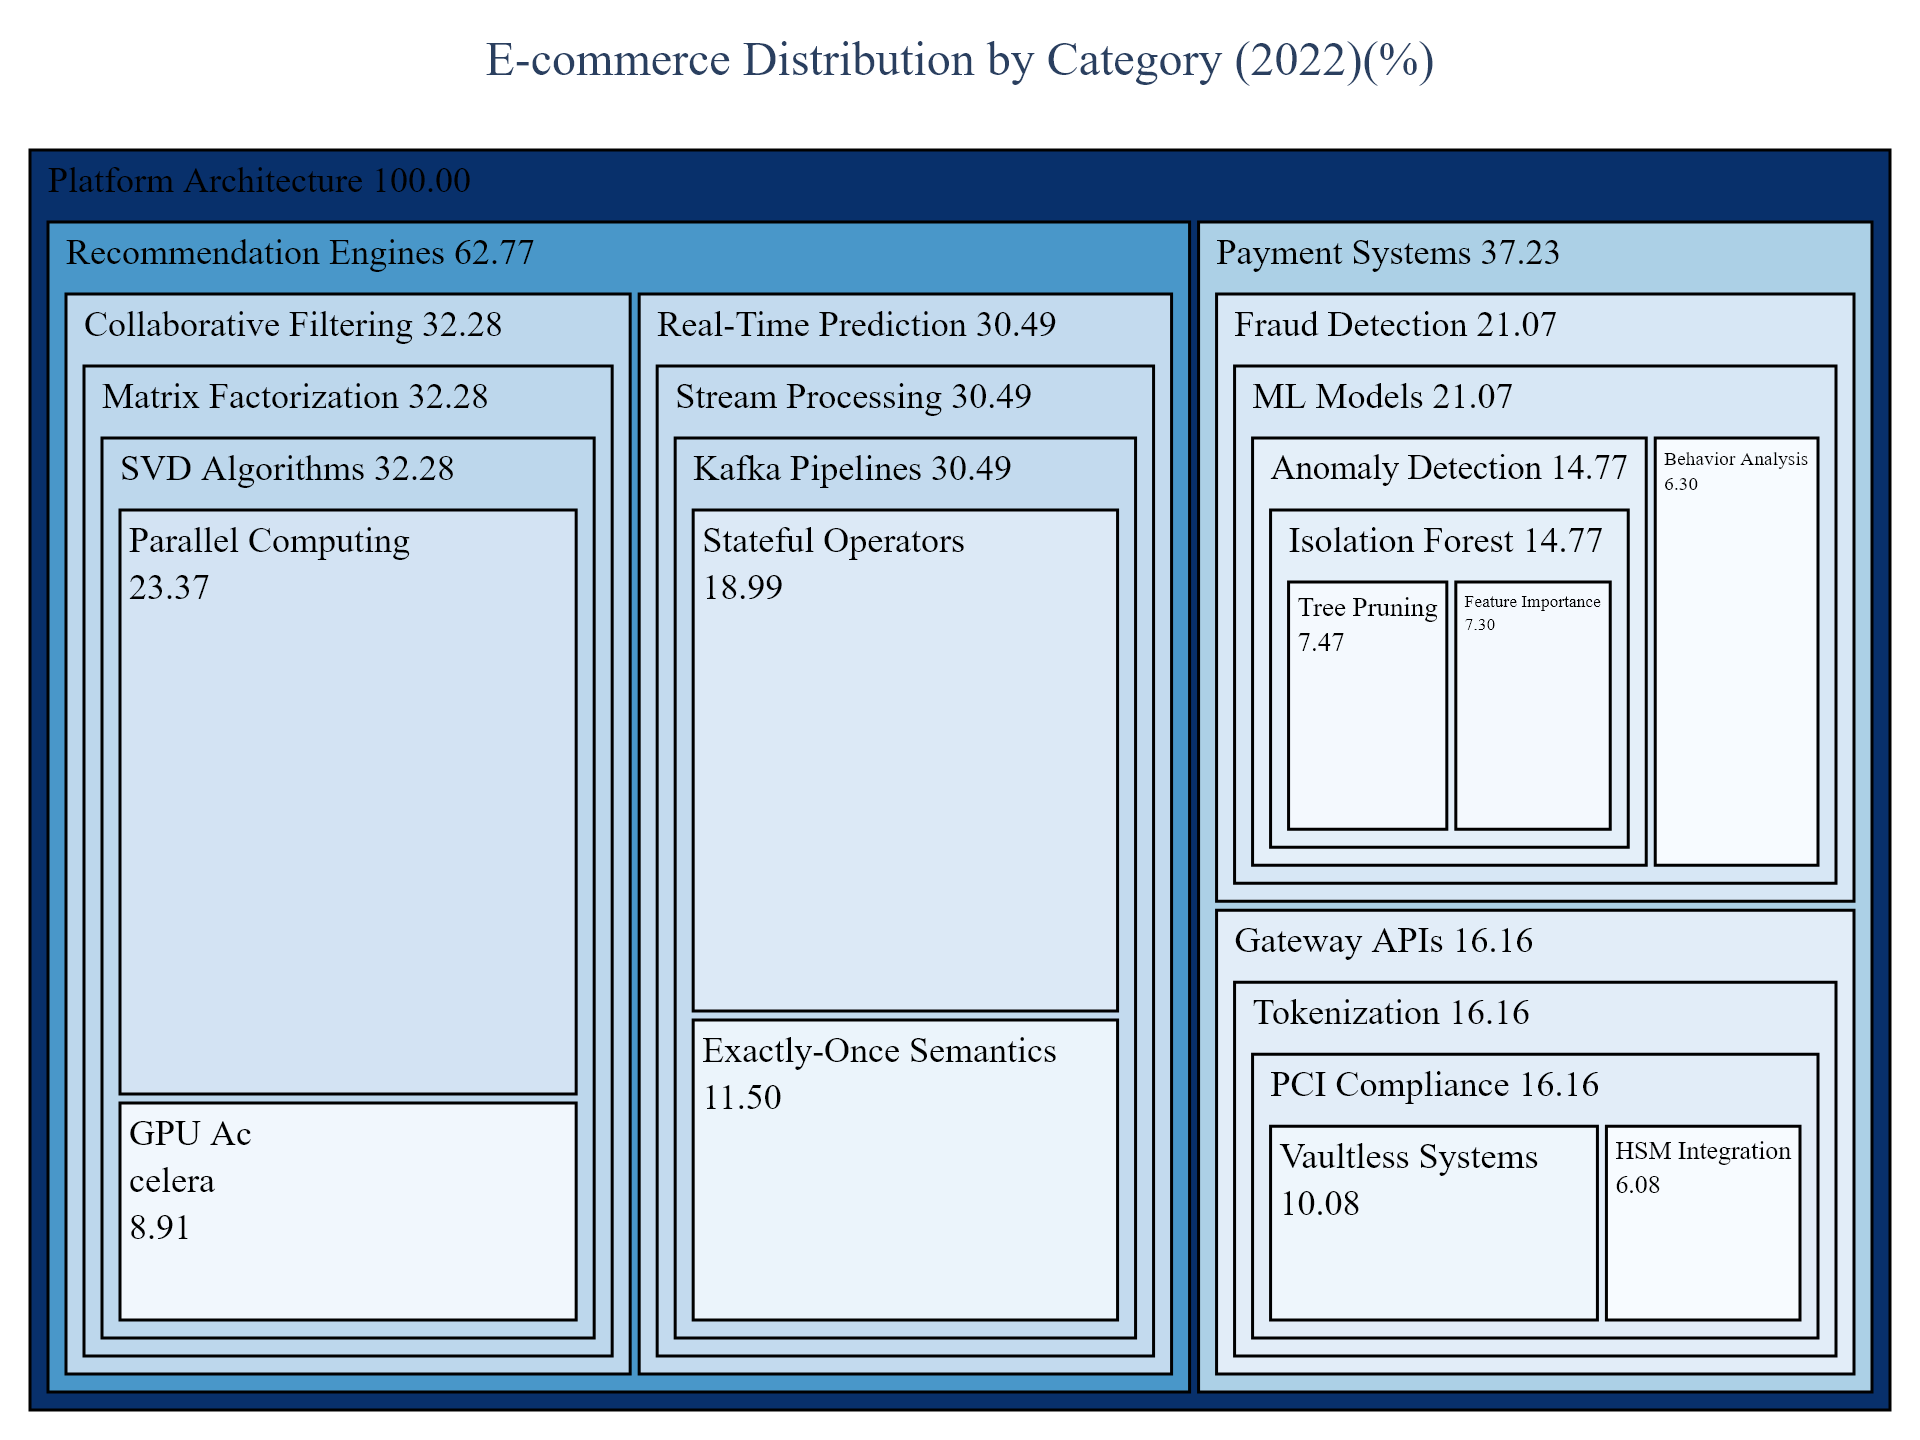 E-commerce Distribution by Category (2022)(%)
Platform Architecture 100.00
Recommendation Engines 62.77
Collaborative Filtering 32.28
Matrix Factorization 32.28
SVD Algorithms 32.28
Parallel Computing
23.37
GPU Ac
celera
8.91
Real-Time Prediction 30.49
Stream Processing 30.49
Kafka Pipelines 30.49
Stateful Operators
18.99
Exactly-Once Semantics
11.50
Payment Systems 37.23
Fraud Detection 21.07
ML Models 21.07
Anomaly Detection 14.77
Isolation Forest 14.77
Tree Pruning
7.47
Feature Importance
7.30
Behavior Analysis
6.30
Gateway APIs 16.16
Tokenization 16.16
PCI Compliance 16.16
Vaultless Systems
10.08
HSM Integration
6.08